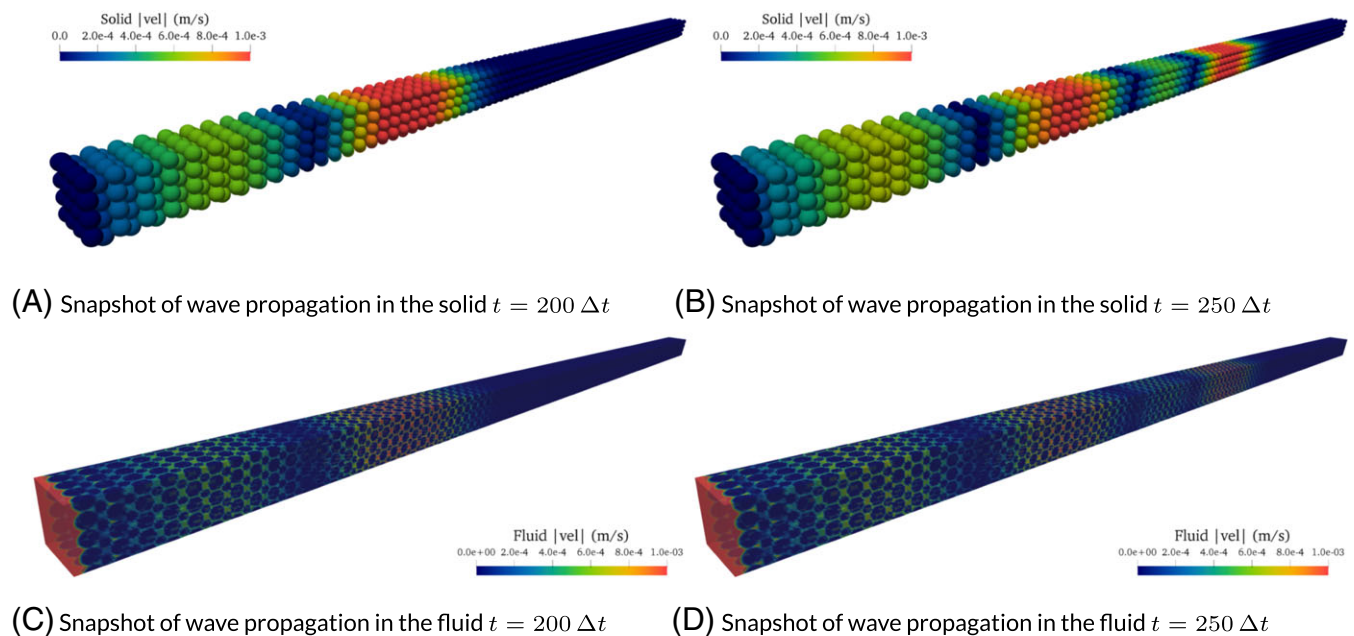 Solid |vel| (m/s)
0.0 2.0e-4 4.0e-4 6.0e-4 8.0e-4 1.0e-3
Solid |vel| (m/s)
0.0 2.0e-4 4.0e-4 6.0e-4 8.0e-4 1.0e-3
(A) Snapshot of wave propagation in the solid t = 200 Δt
(B) Snapshot of wave propagation in the solid t = 250 Δt
Fluid |vel| (m/s)
0.0e+00 2.0e-4 4.0e-4 6.0e-4 8.0e-4 1.0e-03
Fluid |vel| (m/s)
0.0e+00 2.0e-4 4.0e-4 6.0e-4 8.0e-4 1.0e-03
(C) Snapshot of wave propagation in the fluid t = 200 Δt
(D) Snapshot of wave propagation in the fluid t = 250 Δt